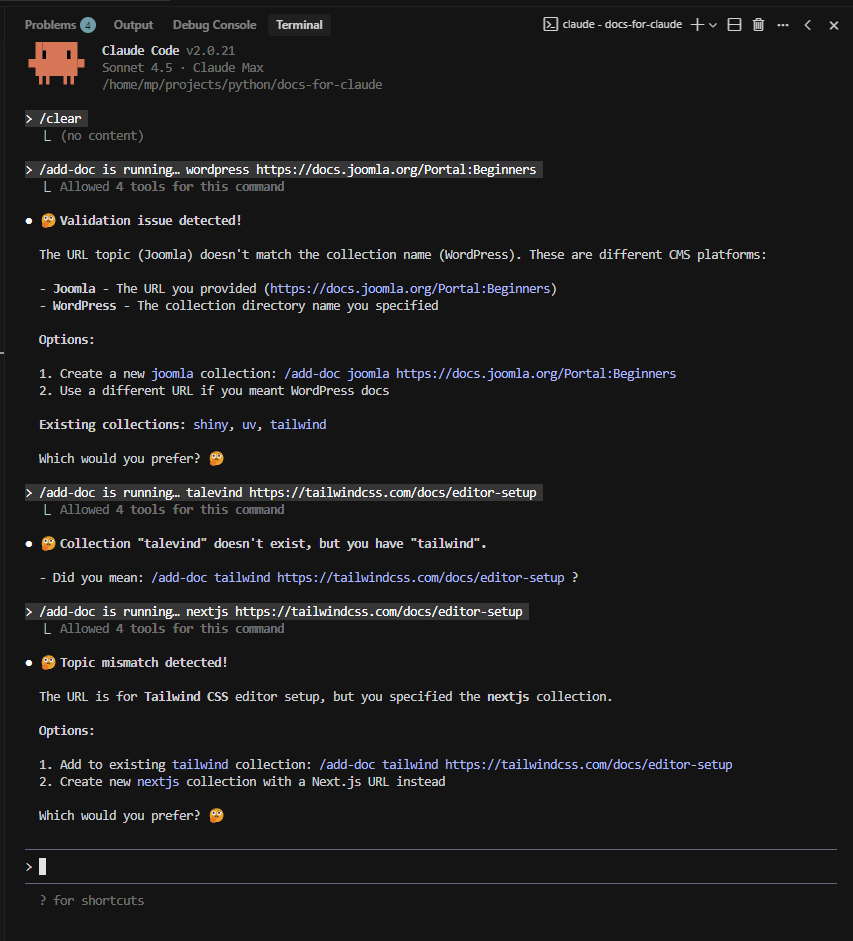 Problems 4 Output Debug Console Terminal claude - docs-for-claude
Claude Code v2.0.21
Sonnet 4.5 · Claude Max
/home/mp/projects/python/docs-for-claude
> /clear
(no content)
> /add-doc is running… wordpress https://docs.joomla.org/Portal:Beginners
Allowed 4 tools for this command
● 🤔 Validation issue detected!
The URL topic (Joomla) doesn't match the collection name (WordPress). These are different CMS platforms:
- Joomla - The URL you provided (https://docs.joomla.org/Portal:Beginners)
- WordPress - The collection directory name you specified
Options:
1. Create a new joomla collection: /add-doc joomla https://docs.joomla.org/Portal:Beginners
2. Use a different URL if you meant WordPress docs
Existing collections: shiny, uv, tailwind
Which would you prefer? 🤔
> /add-doc is running… talevind https://tailwindcss.com/docs/editor-setup
Allowed 4 tools for this command
● 🤔 Collection "talevind" doesn't exist, but you have "tailwind".
- Did you mean: /add-doc tailwind https://tailwindcss.com/docs/editor-setup ?
> /add-doc is running… nextjs https://tailwindcss.com/docs/editor-setup
Allowed 4 tools for this command
● 🤔 Topic mismatch detected!
The URL is for Tailwind CSS editor setup, but you specified the nextjs collection.
Options:
1. Add to existing tailwind collection: /add-doc tailwind https://tailwindcss.com/docs/editor-setup
2. Create new nextjs collection with a Next.js URL instead
Which would you prefer? 🤔
>
? for shortcuts